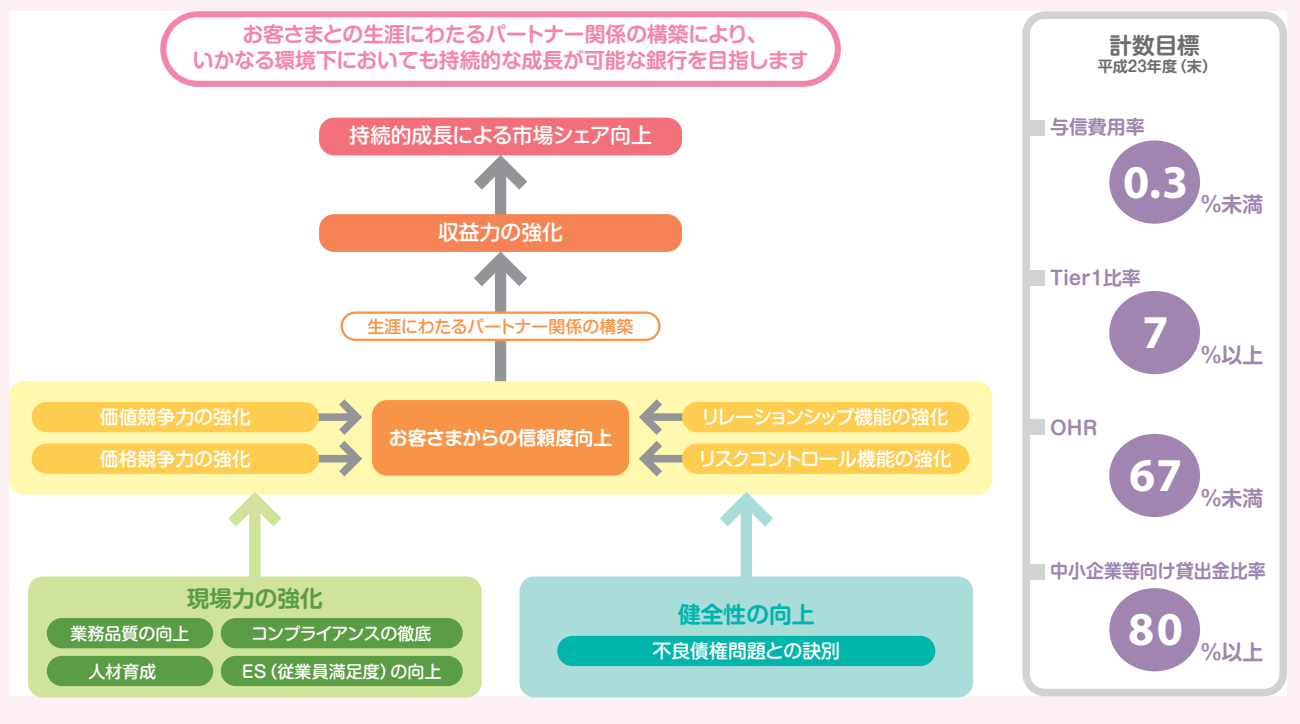 お客さまとの生涯にわたるパートナー関係の構築により、
いかなる環境下においても持続的な成長が可能な銀行を目指します
持続的成長による市場シェア向上
収益力の強化
生涯にわたるパートナー関係の構築
価値競争力の強化
価格競争力の強化
お客さまからの信頼度向上
リレーションシップ機能の強化
リスクコントロール機能の強化
現場力の強化
業務品質の向上
コンプライアンスの徹底
人材育成
ES(従業員満足度)の向上
健全性の向上
不良債権問題との訣別
計数目標
平成23年度(末)
与信費用率
0.3%未満
Tier1比率
7%以上
OHR
67%未満
中小企業等向け貸出金比率
80%以上